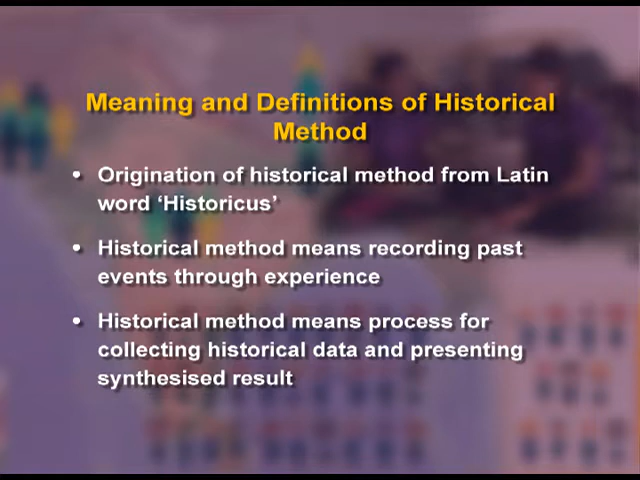 Meaning and Definitions of Historical
Method
• Origination of historical method from Latin
word ‘Historicus’
• Historical method means recording past
events through experience
• Historical method means process for
collecting historical data and presenting
synthesised result